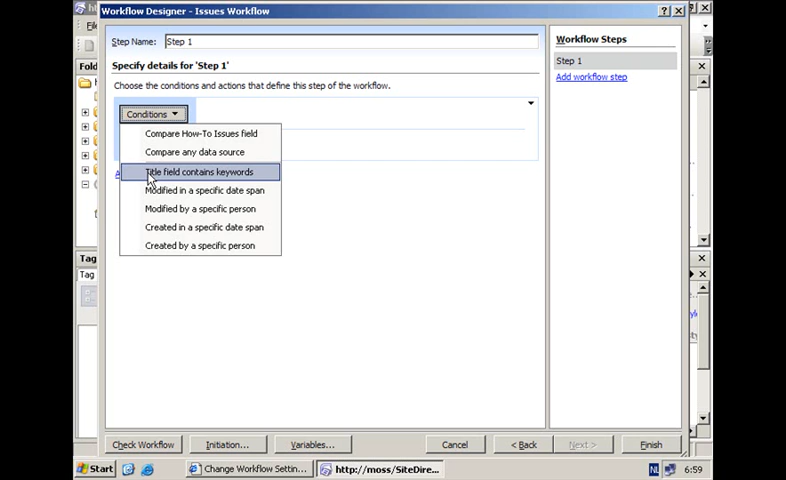 Workflow Designer - Issues Workflow
Step Name: Step 1
Specify details for 'Step 1'
Choose the conditions and actions that define this step of the workflow.
Conditions
Compare How-To Issues field
Compare any data source
Title field contains keywords
Modified in a specific date span
Modified by a specific person
Created in a specific date span
Created by a specific person
Workflow Steps
Step 1
Add workflow step
Fold
Tag
Tag
Check Workflow
Initiation...
Variables...
Cancel
< Back
Next >
Finish
Start
Change Workflow Settin...
http://moss/SiteDire...
NL
6:59